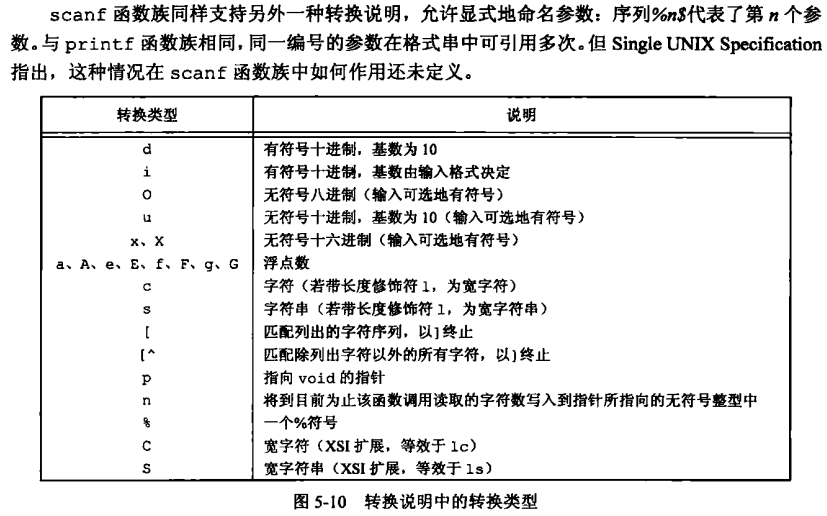 scanf 函数族同样支持另外一种转换说明，允许显式地命名参数：序列%n$代表了第 n 个参
数。与 printf 函数族相同，同一编号的参数在格式串中可引用多次。但 Single UNIX Specification
指出，这种情况在 scanf 函数族中如何作用还未定义。
转换类型 说明
d 有符号十进制，基数为 10
i 有符号十进制，基数由输入格式决定
O 无符号八进制（输入可选地有符号）
u 无符号十进制，基数为 10（输入可选地有符号）
x、X 无符号十六进制（输入可选地有符号）
a、A、e、E、f、F、g、G 浮点数
c 字符（若带长度修饰符 l，为宽字符）
s 字符串（若带长度修饰符 l，为宽字符串）
[ 匹配列出的字符序列，以]终止
[^ 匹配除列出字符以外的所有字符，以]终止
p 指向 void 的指针
n 将到目前为止该函数调用读取的字符数写入到指针所指向的无符号整型中
% 一个%符号
C 宽字符（XSI 扩展，等效于 lc）
S 宽字符串（XSI 扩展，等效于 ls）
图 5-10 转换说明中的转换类型